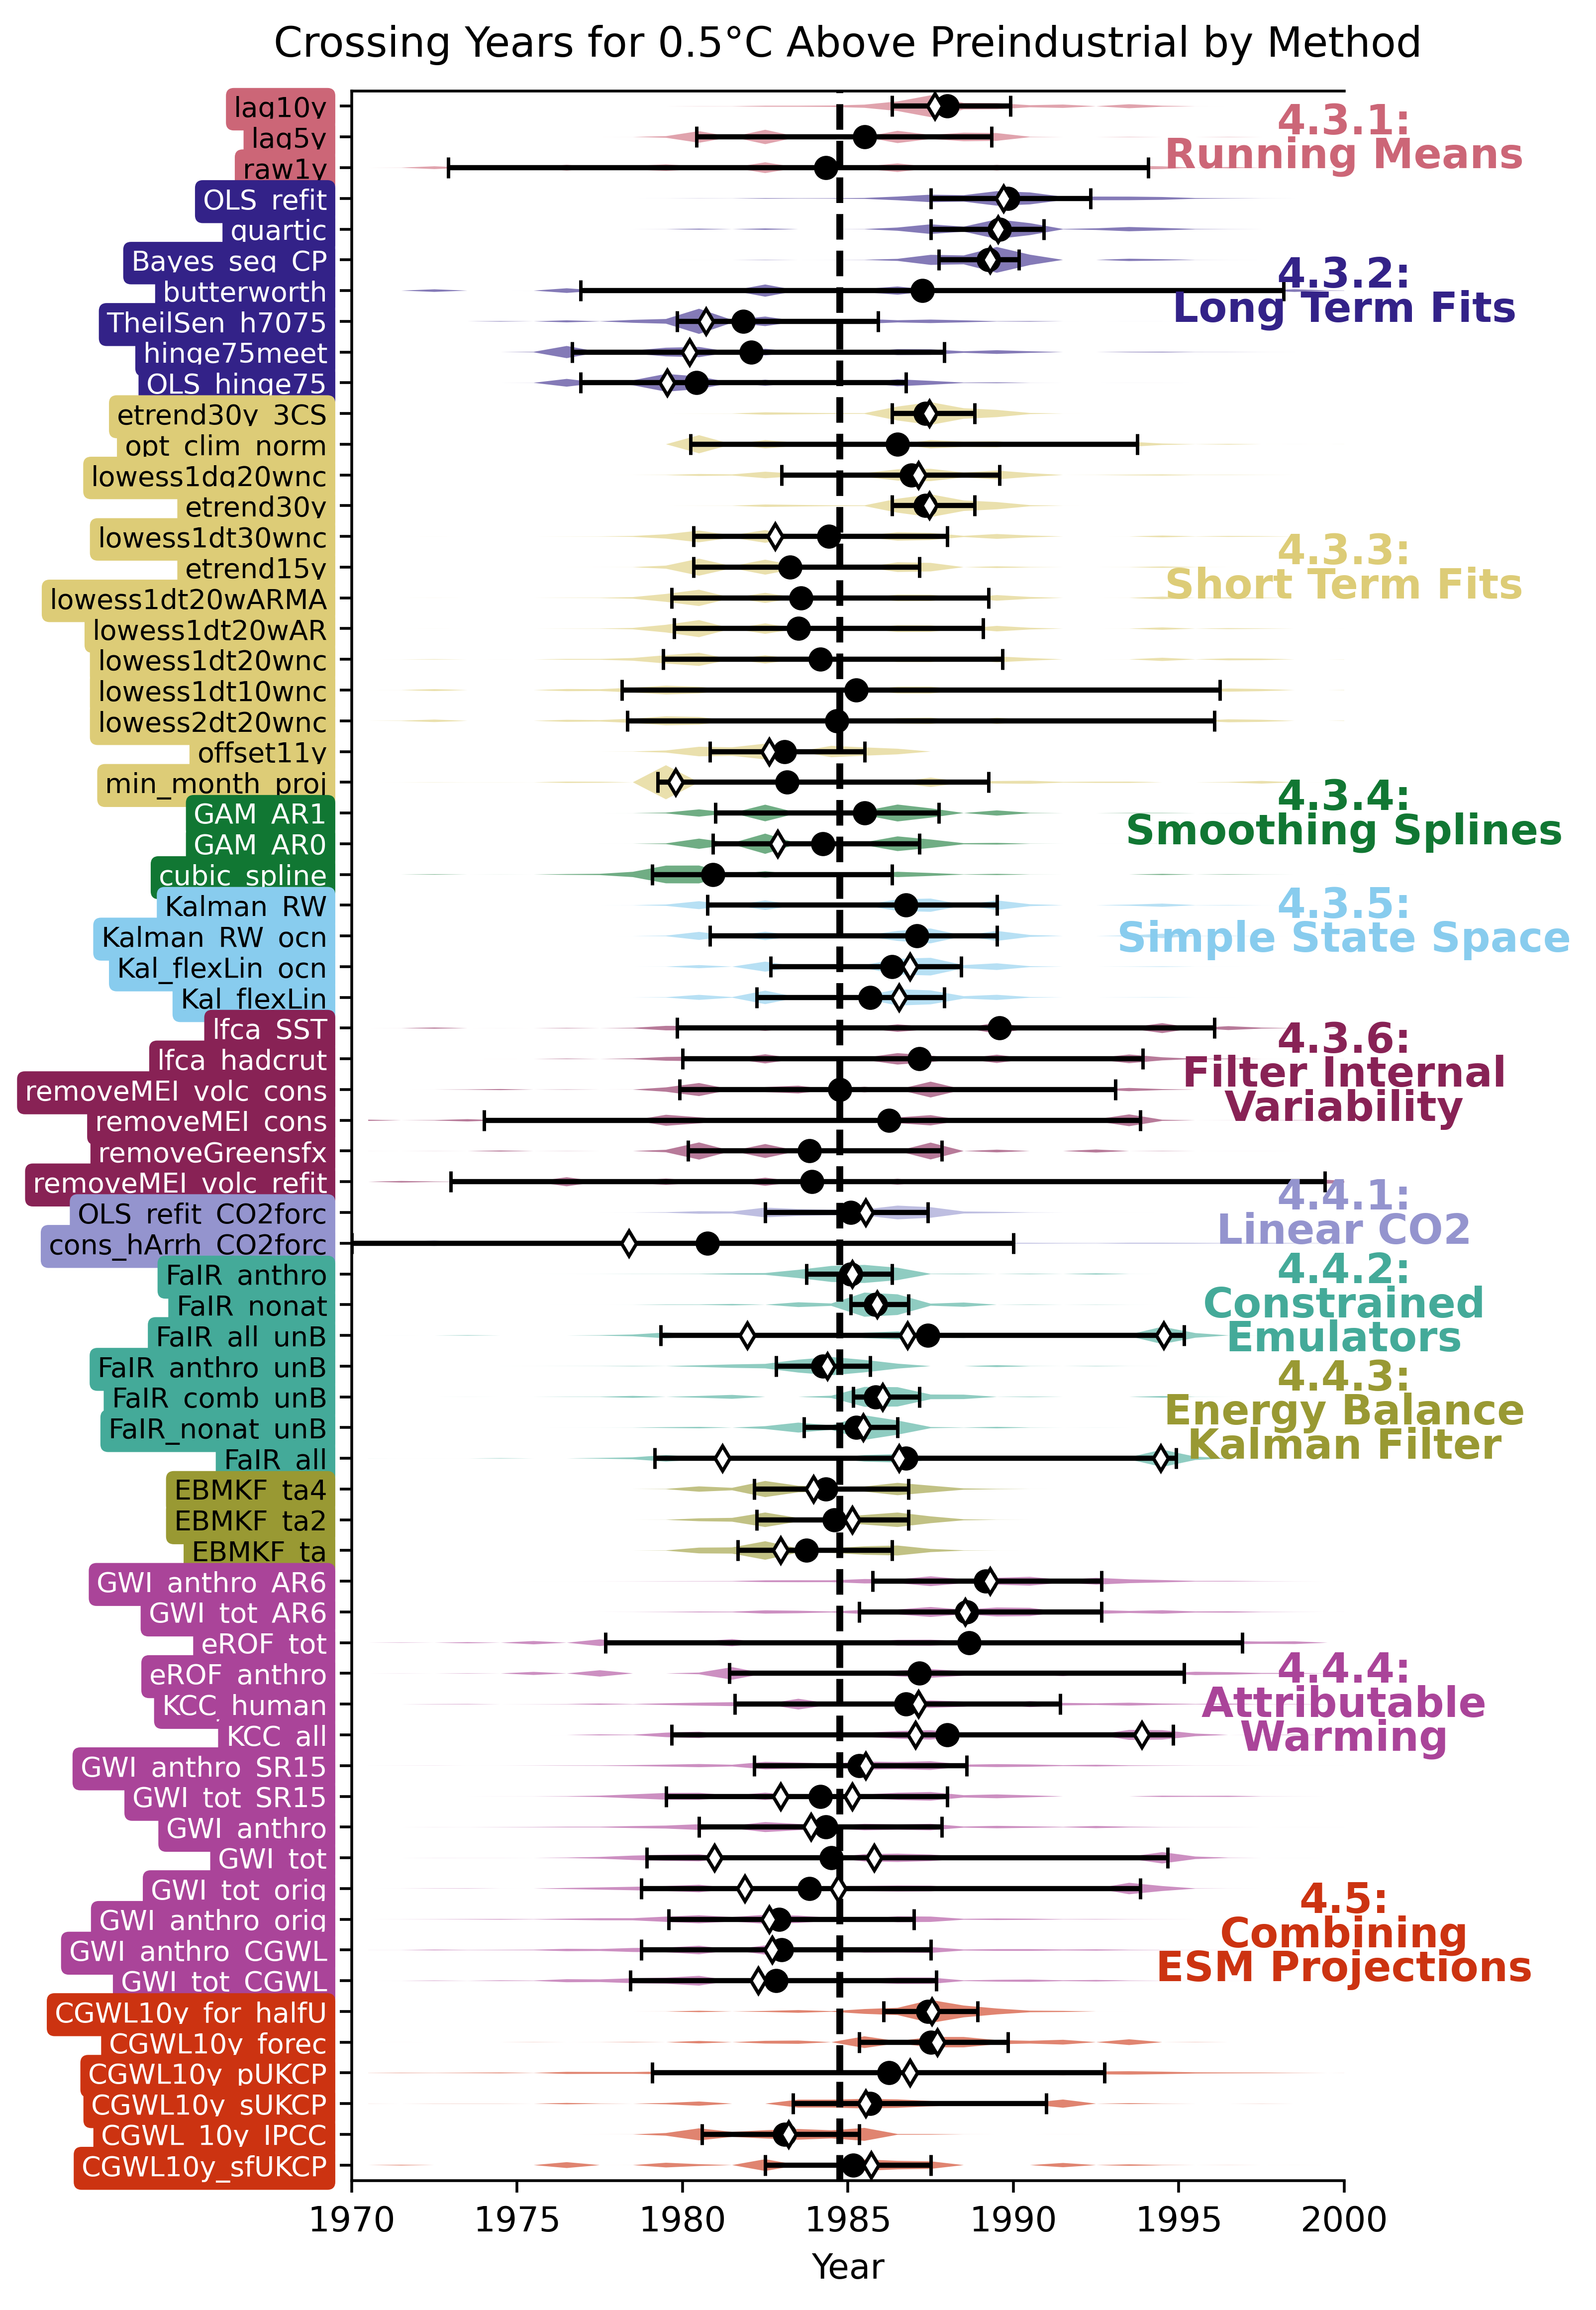 Crossing Years for 0.5°C Above Preindustrial by Method
lag10y
lag5y
raw1y
OLS_refit
quartic
Bayes_seq_CP
butterworth
TheilSen_h7075
hinge75meet
OLS_hinge75
etrend30y_3CS
opt_clim_norm
lowess1dg20wnc
etrend30y
lowess1dt30wnc
etrend15y
lowess1dt20wARMA
lowess1dt20wAR
lowess1dt20wnc
lowess1dt10wnc
lowess2dt20wnc
offset11y
min_month_proj
GAM_AR1
GAM_AR0
cubic_spline
Kalman_RW
Kalman_RW_ocn
Kal_flexLin_ocn
Kal_flexLin
lfca_SST
lfca_hadcrut
removeMEI_volc_cons
removeMEI_cons
removeGreensfx
removeMEI_volc_refit
OLS_refit_CO2forc
cons_hArrh_CO2forc
FaIR_anthro
FaIR_nonat
FaIR_all_unB
FaIR_anthro_unB
FaIR_comb_unB
FaIR_nonat_unB
FaIR_all
EBMKF_ta4
EBMKF_ta2
EBMKF_ta
GWI_anthro_AR6
GWI_tot_AR6
eROF_tot
eROF_anthro
KCC_human
KCC_all
GWI_anthro_SR15
GWI_tot_SR15
GWI_anthro
GWI_tot
GWI_tot_orig
GWI_anthro_orig
GWI_anthro_CGWL
GWI_tot_CGWL
CGWL10y_for_halfU
CGWL10y_forec
CGWL10y_pUKCP
CGWL10y_sUKCP
CGWL_10y_IPCC
CGWL10y_sfUKCP
4.3.1:
Running Means
4.3.2:
Long Term Fits
4.3.3:
Short Term Fits
4.3.4:
Smoothing Splines
4.3.5:
Simple State Space
4.3.6:
Filter Internal
Variability
4.4.1:
Linear CO2
4.4.2:
Constrained
Emulators
4.4.3:
Energy Balance
Kalman Filter
4.4.4:
Attributable
Warming
4.5:
Combining
ESM Projections
1970 1975 1980 1985 1990 1995 2000
Year